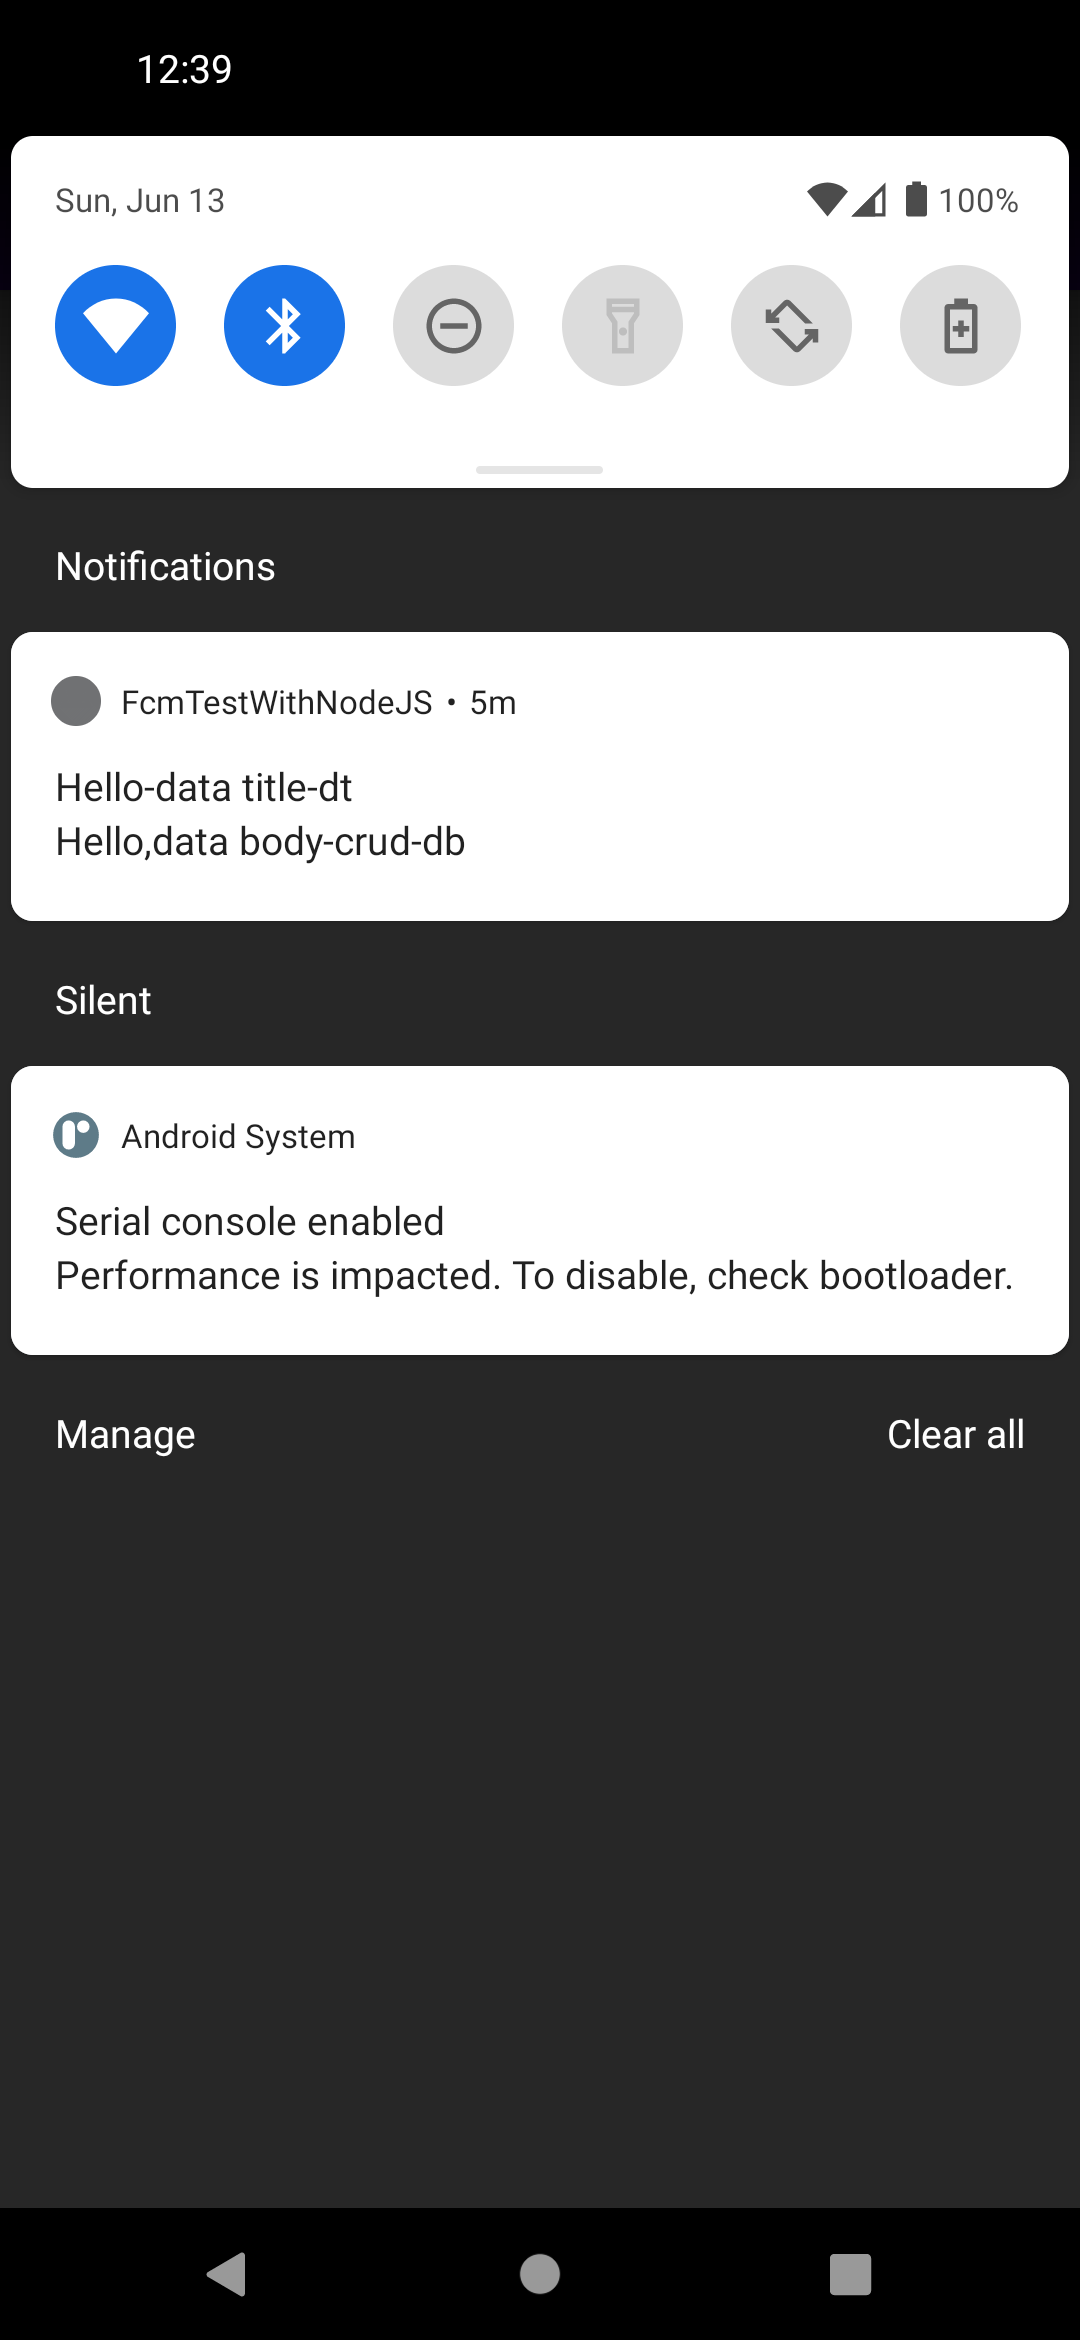 12:39
Sun, Jun 13
100%
Notifications
FcmTestWithNodeJS • 5m
Hello-data title-dt
Hello,data body-crud-db
Silent
Android System
Serial console enabled
Performance is impacted. To disable, check bootloader.
Manage
Clear all